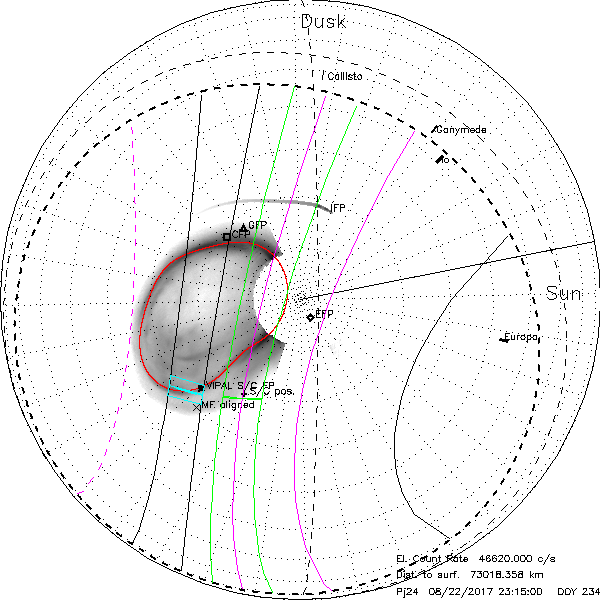 Dusk
Callisto
Ganymede
Io
IFP
GFP
CFP
Sun
EFP
Europa
VIPAL S/C FP
S/C pos.
MF aligned
El. Count Rate 46620.000 c/s
Dist. to surf. 73018.358 km
Pj24 08/22/2017 23:15:00 DOY 234